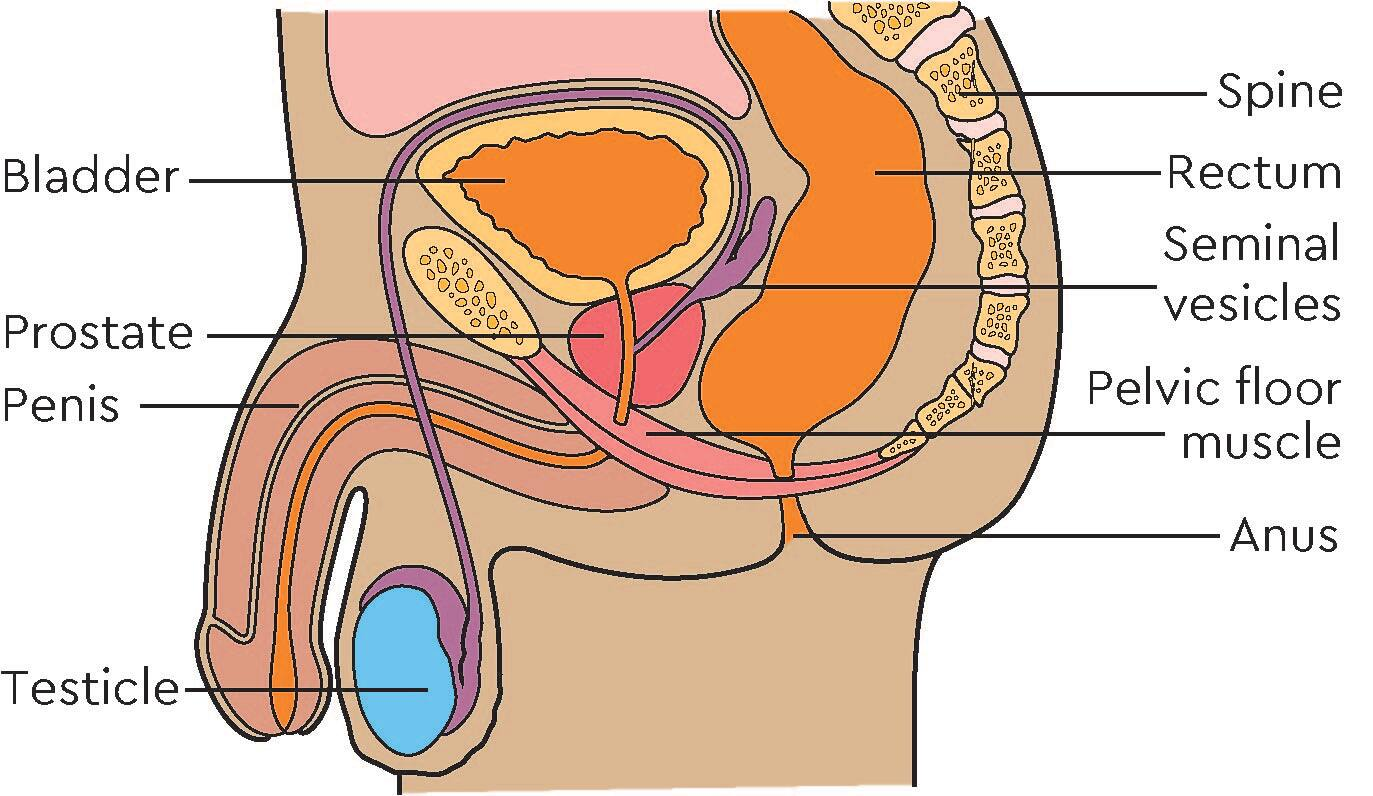 Bladder
Prostate
Penis
Testicle
Spine
Rectum
Seminal
vesicles
Pelvic floor
muscle
Anus